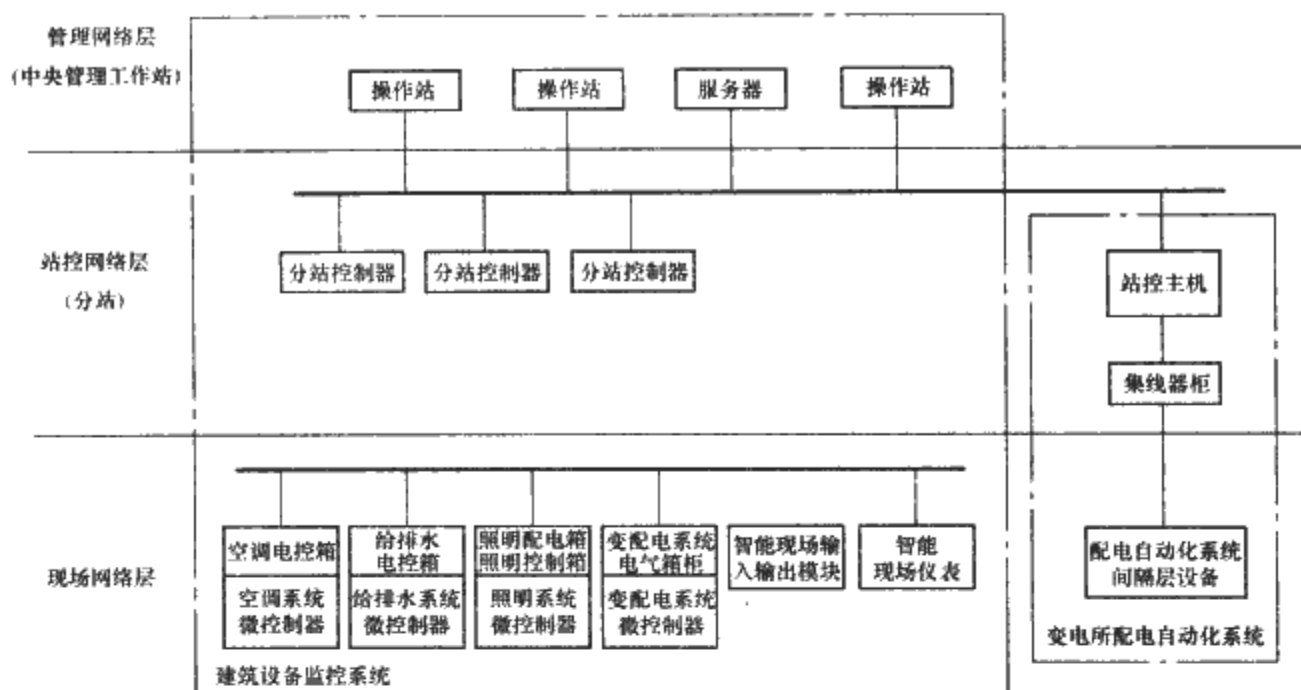 管理网络层
(中央管理工作站)
操作站
操作站
服务器
操作站
站控网络层
(分站)
分站控制器
分站控制器
分站控制器
站控主机
集线器柜
现场网络层
空调电控箱
空调系统
微控制器
给排水
电控箱
给排水系统
微控制器
照明配电箱
照明控制箱
照明系统
微控制器
变配电系统
电气箱柜
变配电系统
微控制器
智能现场输
入输出模块
智能
现场仪表
配电自动化系统
间隔层设备
变电所配电自动化系统
建筑设备监控系统